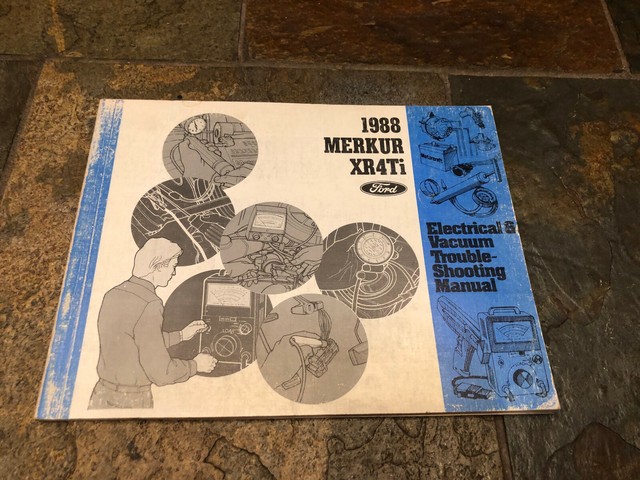 1988
MERKUR
XR4Ti
Ford
Electrical &
Vacuum
Trouble-
Shooting
Manual